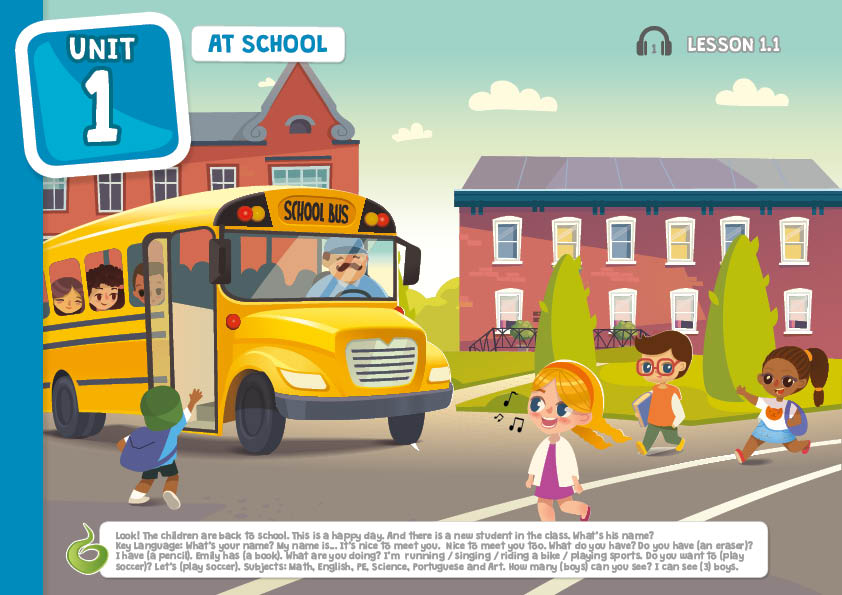 UNIT
1
AT SCHOOL
1
LESSON 1.1
SCHOOL BUS
Look! The children are back to school. This is a happy day. And there is a new student in the class. What's his name?
Key Language: What's your name? My name is... It's nice to meet you. Nice to meet you too. What do you have? Do you have (an eraser)?
I have (a pencil). Emily has (a book). What are you doing? I'm running / singing / riding a bike / playing sports. Do you want to (play
soccer)? Let's (play soccer). Subjects: Math, English, PE, Science, Portuguese and Art. How many (boys) can you see? I can see (3) boys.